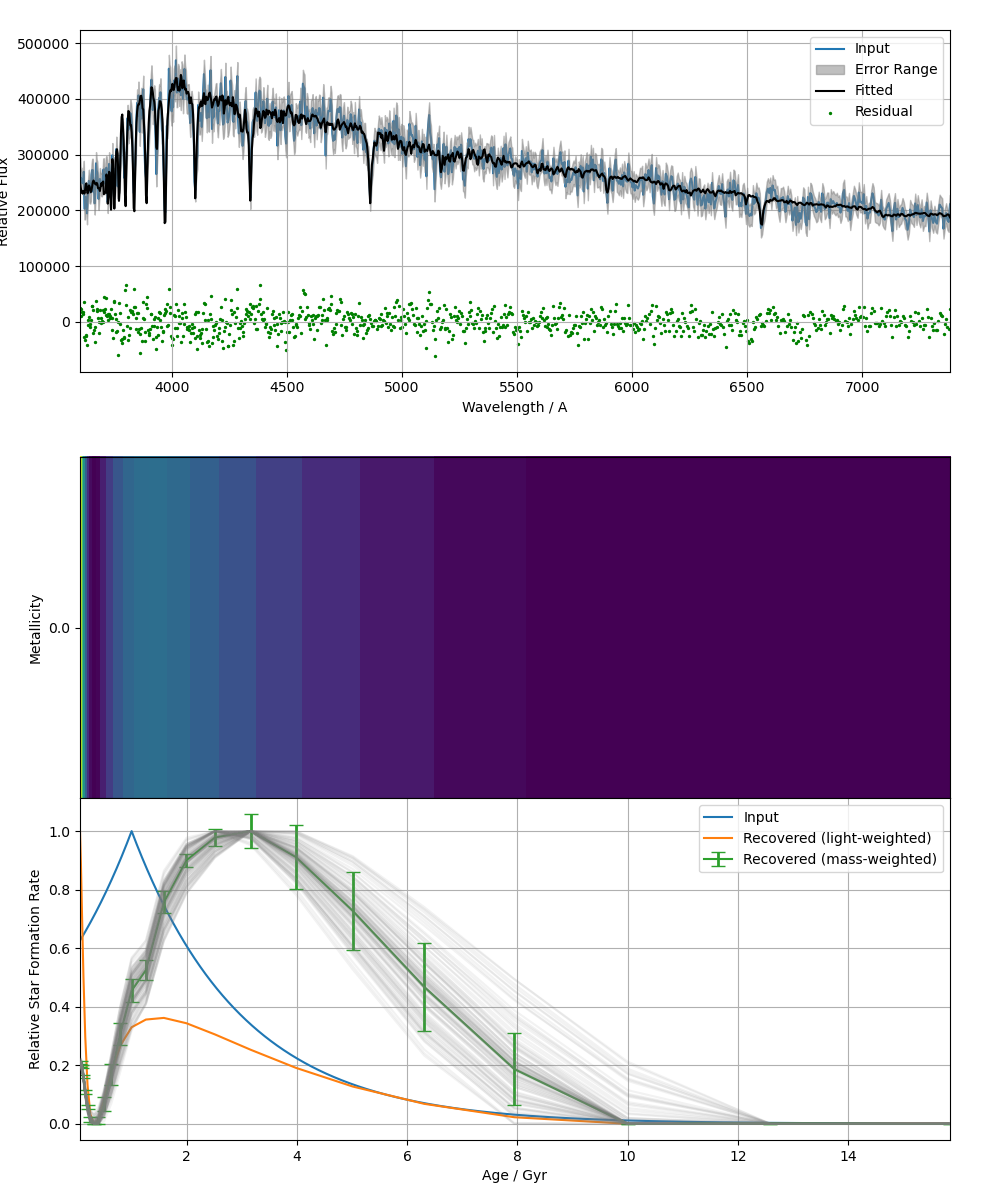 500000
400000
300000
200000
100000
0
Relative Flux
Input
Error Range
Fitted
Residual
4000
4500
5000
5500
6000
6500
7000
Wavelength / A
Metallicity
0.0
Input
Recovered (light-weighted)
Recovered (mass-weighted)
1.0
0.8
0.6
0.4
0.2
0.0
Relative Star Formation Rate
2
4
6
8
10
12
14
Age / Gyr